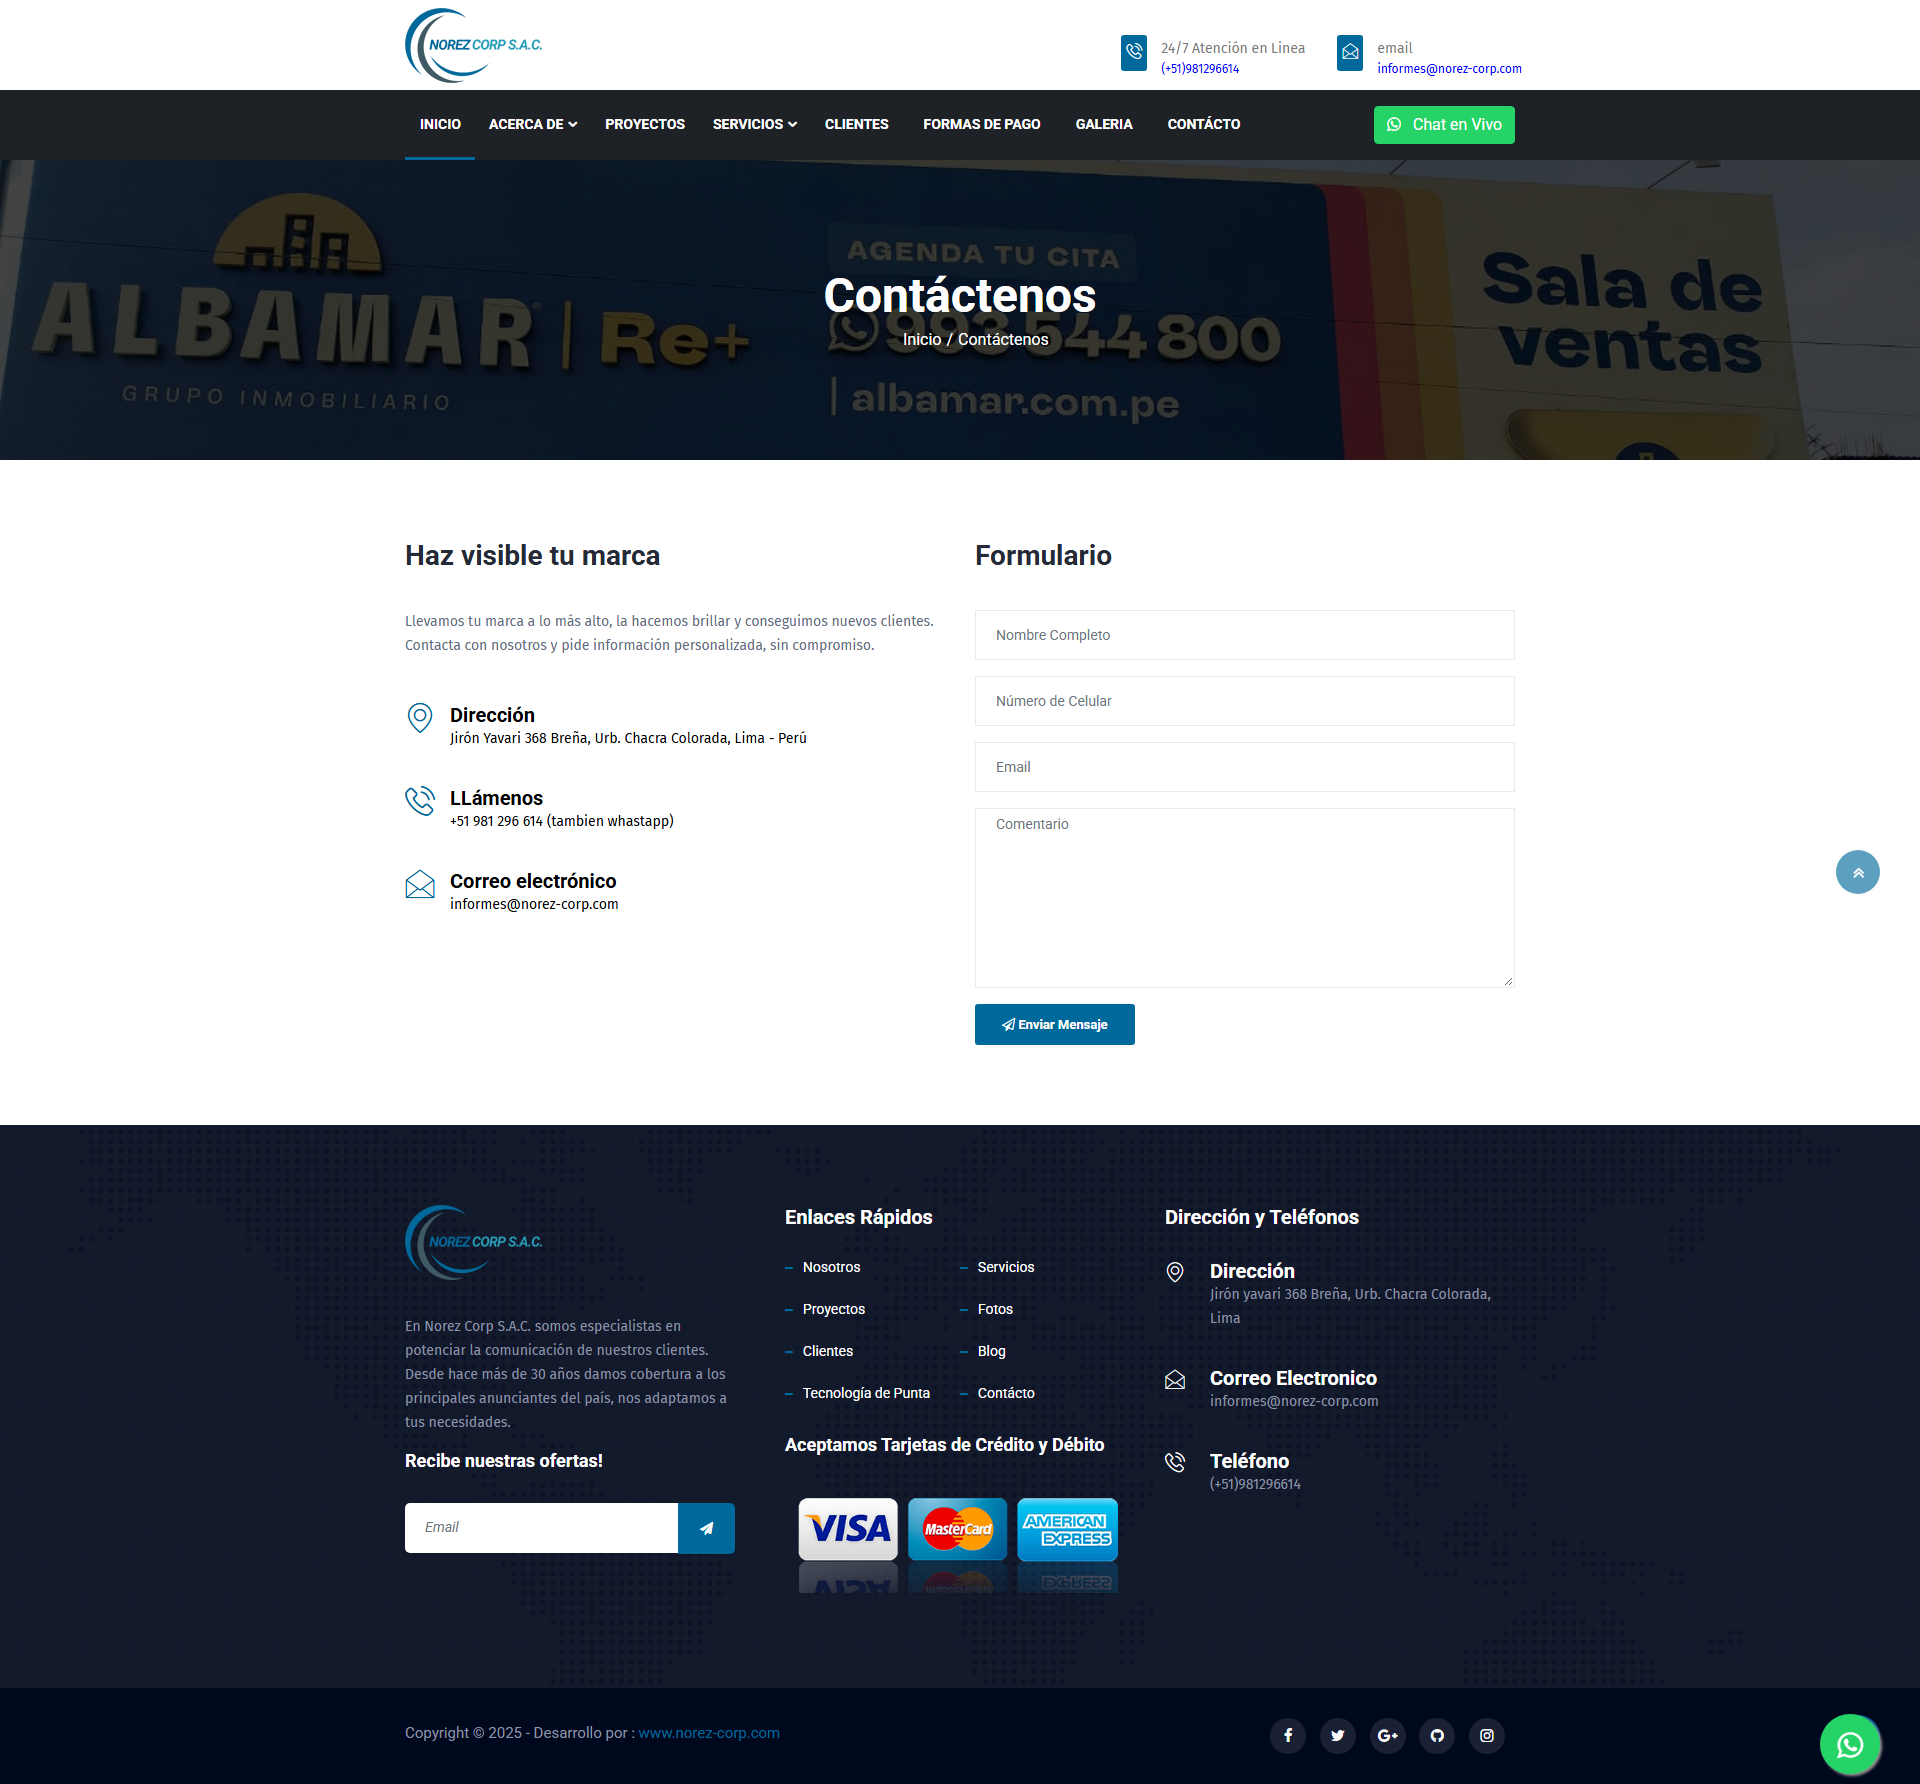 NOREZ CORP S.A.C.
24/7 Atención en Linea
(+51)981296614
email
informes@norez-corp.com
INICIO
ACERCA DE
PROYECTOS
SERVICIOS
CLIENTES
FORMAS DE PAGO
GALERIA
CONTÁCTO
Chat en Vivo
ALBAMAR
Re+
GRUPO INMOBILIARIO
AGENDA TU CITA
993544800
| albamar.com.pe
Sala de
ventas
Contáctenos
Inicio / Contáctenos
Haz visible tu marca
Llevamos tu marca a lo más alto, la hacemos brillar y conseguimos nuevos clientes.
Contacta con nosotros y pide información personalizada, sin compromiso.
Dirección
Jirón Yavari 368 Breña, Urb. Chacra Colorada, Lima - Perú
LLámenos
+51 981 296 614 (tambien whastapp)
Correo electrónico
informes@norez-corp.com
Formulario
Nombre Completo
Número de Celular
Email
Comentario
Enviar Mensaje
NOREZ CORP S.A.C.
En Norez Corp S.A.C. somos especialistas en
potenciar la comunicación de nuestros clientes.
Desde hace más de 30 años damos cobertura a los
principales anunciantes del país, nos adaptamos a
tus necesidades.
Recibe nuestras ofertas!
Email
Enlaces Rápidos
Nosotros
Servicios
Proyectos
Fotos
Clientes
Blog
Tecnología de Punta
Contácto
Aceptamos Tarjetas de Crédito y Débito
VISA
MasterCard
AMERICAN
EXPRESS
Dirección y Teléfonos
Dirección
Jirón yavari 368 Breña, Urb. Chacra Colorada,
Lima
Correo Electronico
informes@norez-corp.com
Teléfono
(+51)981296614
Copyright © 2025 - Desarrollo por : www.norez-corp.com